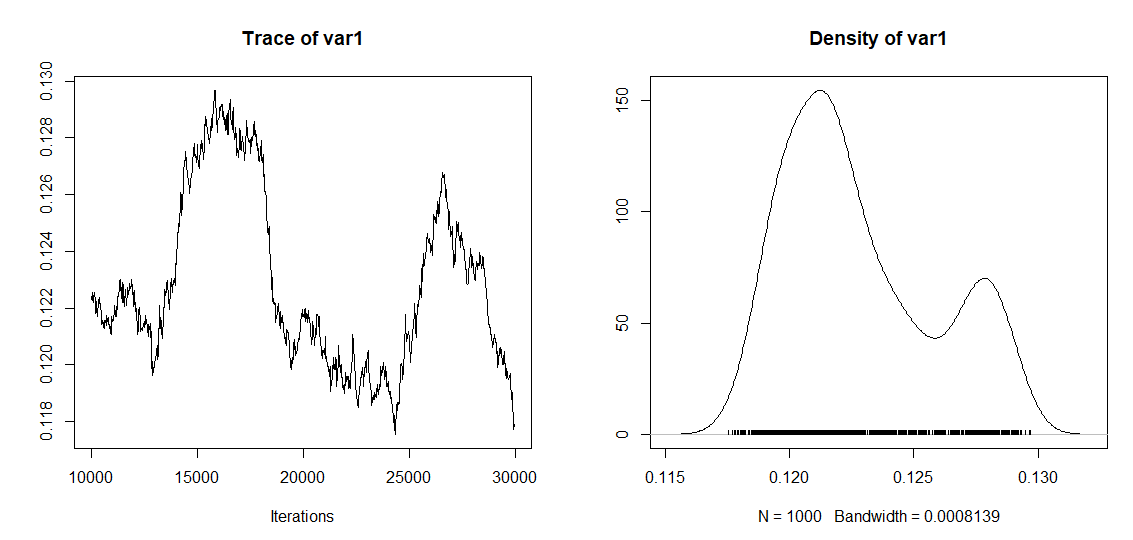 Trace of var1
0.130
0.128
0.126
0.124
0.122
0.120
0.118
10000 15000 20000 25000 30000
Iterations
Density of var1
150
100
50
0
0.115 0.120 0.125 0.130
N = 1000 Bandwidth = 0.0008139